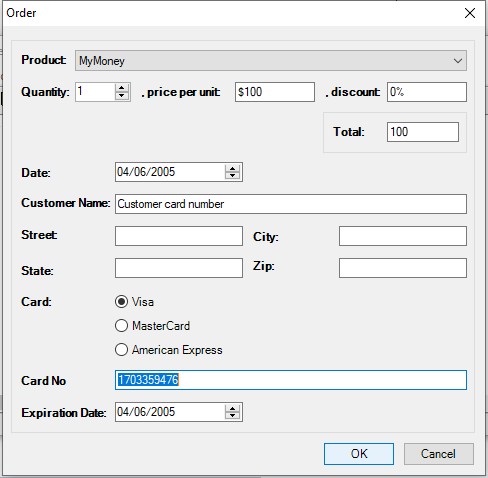 Order
Product: MyMoney
Quantity: 1 , price per unit: $100 , discount: 0%
Total: 100
Date: 04/06/2005
Customer Name: Customer card number
Street: City:
State: Zip:
Card: Visa
MasterCard
American Express
Card No 1703359476
Expiration Date: 04/06/2005
OK Cancel